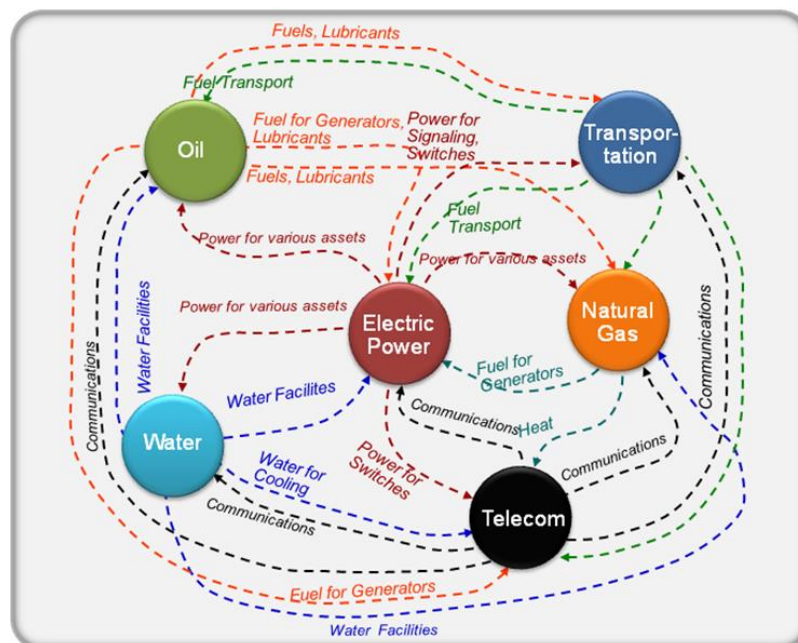 Fuels, Lubricants
Fuel Transport
Fuel for Generators,
Lubricants
Power for
Signaling,
Switches
Transpor-
tation
Oil
Fuels, Lubricants
Fuel
Transport
Power for various assets
Power for various assets
Power for various assets
Electric
Power
Natural
Gas
Water Facilities
Communications
Communications
Fuel for
Generators
Water Facilites
Communications
Heat
Water
Water for
Cooling
Power for
Switches
Communications
Communications
Telecom
Fuel for Generators
Water Facilities